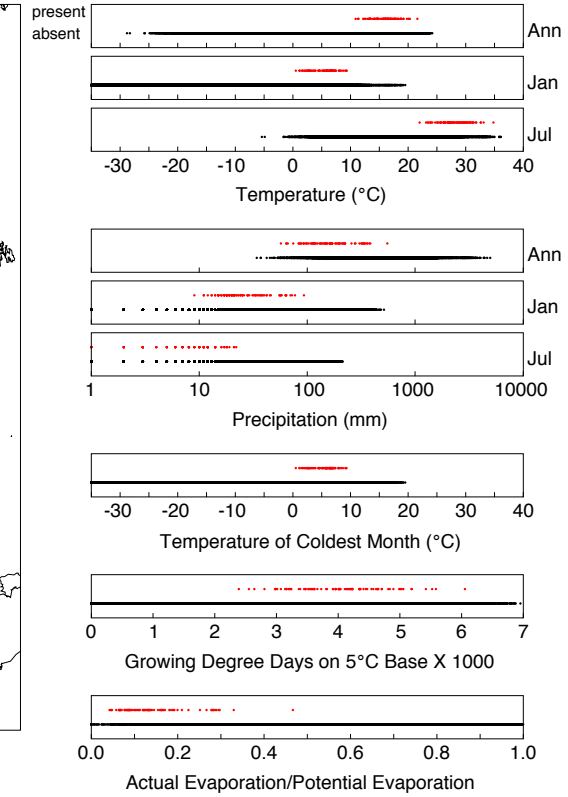 present
absent
Ann
Jan
Jul
-30 -20 -10 0 10 20 30 40
Temperature (°C)
Ann
Jan
Jul
1 10 100 1000 10000
Precipitation (mm)
-30 -20 -10 0 10 20 30 40
Temperature of Coldest Month (°C)
0 1 2 3 4 5 6 7
Growing Degree Days on 5°C Base X 1000
0.0 0.2 0.4 0.6 0.8 1.0
Actual Evaporation/Potential Evaporation